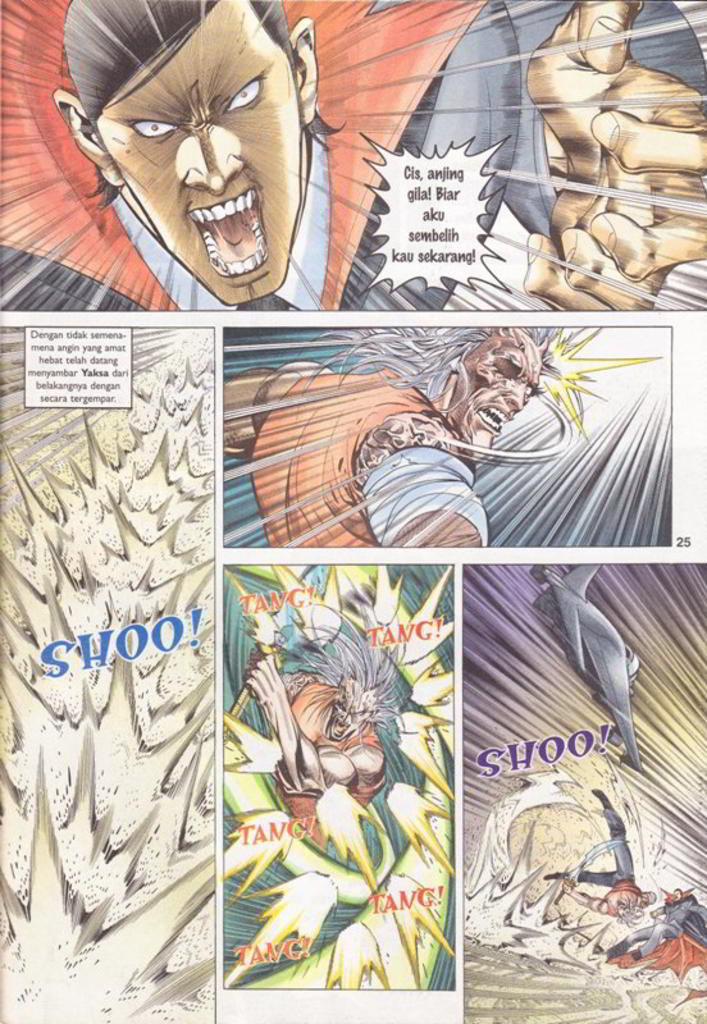 Cis, anjing
gila! Biar
aku
sembelih
kau sekarang!
Dengan tidak semena-
mena angin yang amat
hebat telah datang
menyambar Yaksa dari
belakangnya dengan
secara tergempar.
25
SHOO!
TANG!
TANG!
TANG!
TANG!
TANG!
SHOO!